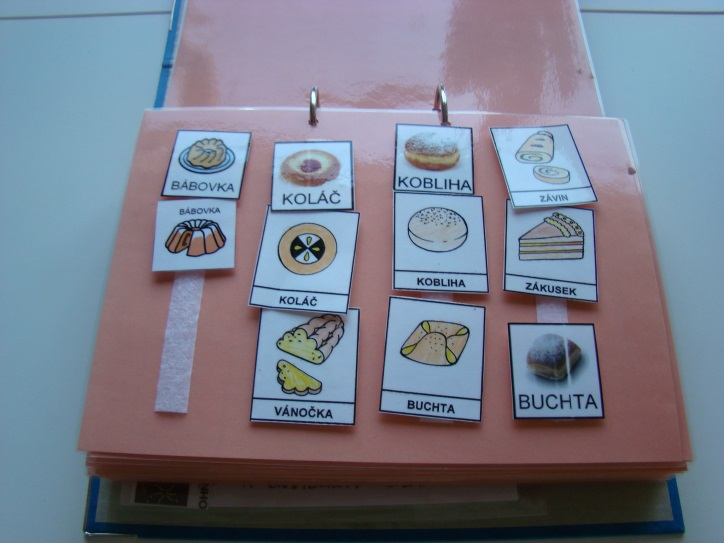 BÁBOVKA
KOLÁČ
KOBLIHA
ZÁVIN
BÁBOVKA
KOLÁČ
KOBLIHA
ZÁKUSEK
VÁNOČKA
BUCHTA
BUCHTA